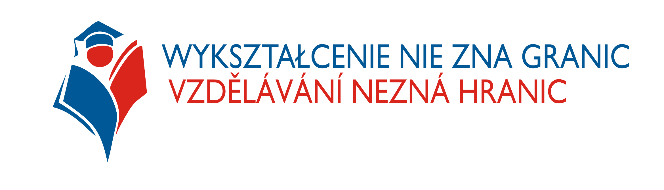 WYKSZTAŁCENIE NIE ZNA GRANIC
VZDĚLÁVÁNÍ NEZNÁ HRANIC